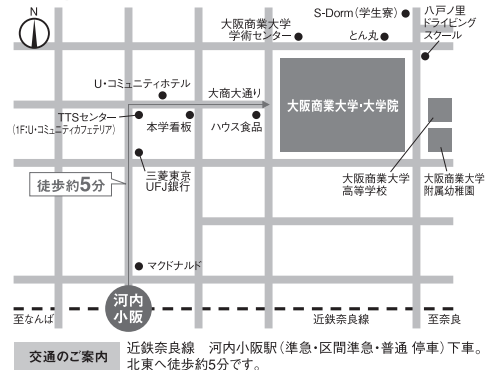 N
S-Dorm(学生寮)
八戸ノ里
ドライビング
スクール
大阪商業大学
学術センター
とん丸
U・コミュニティホテル
大商大通り
大阪商業大学・大学院
TTSセンター
(1F:U・コミュニティカフェテリア)
本学看板
ハウス食品
三菱東京
UFJ銀行
大阪商業大学
高等学校
大阪商業大学
附属幼稚園
徒歩約5分
マクドナルド
河内
小阪
至なんば
近鉄奈良線
至奈良
交通のご案内
近鉄奈良線 河内小阪駅(準急・区間準急・普通 停車)下車。
北東へ徒歩約5分です。